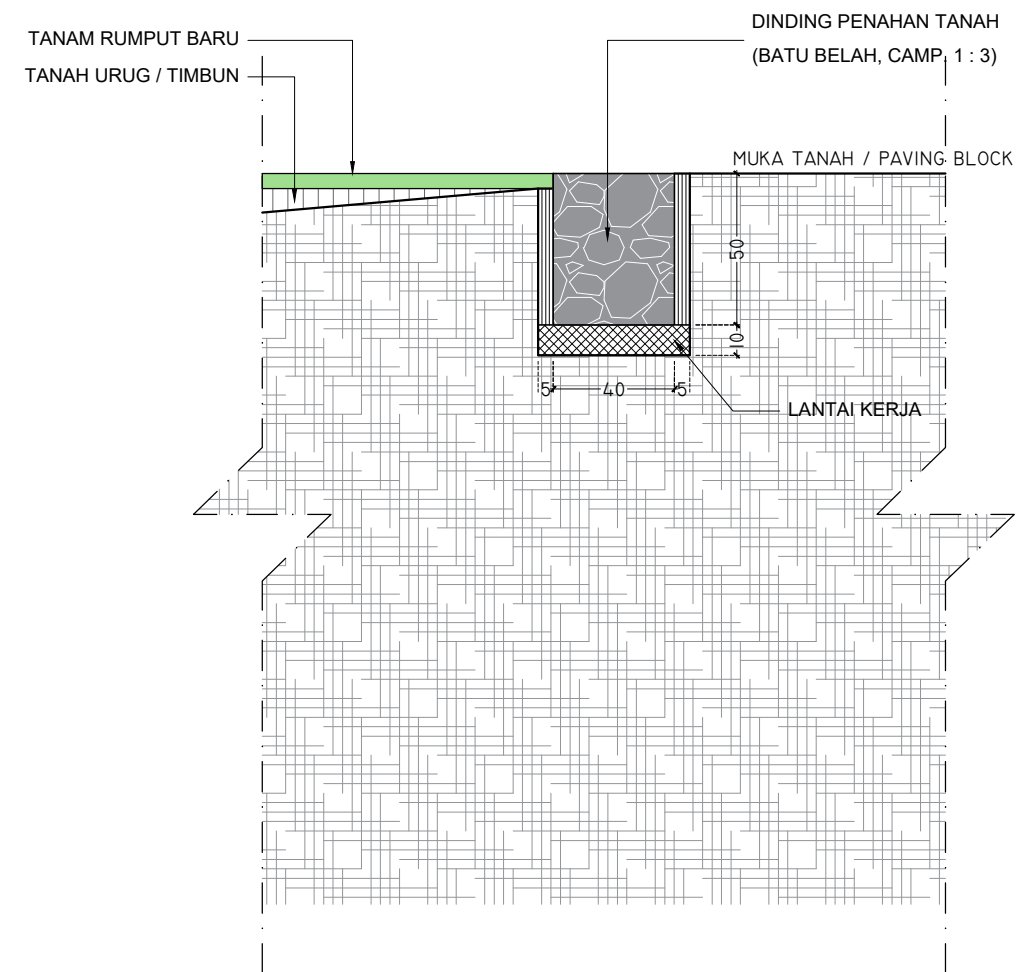 TANAM RUMPUT BARU
TANAH URUG / TIMBUN
DINDING PENAHAN TANAH
(BATU BELAH, CAMP. 1 : 3)
MUKA TANAH / PAVING BLOCK
50
10
5 40 5
LANTAI KERJA